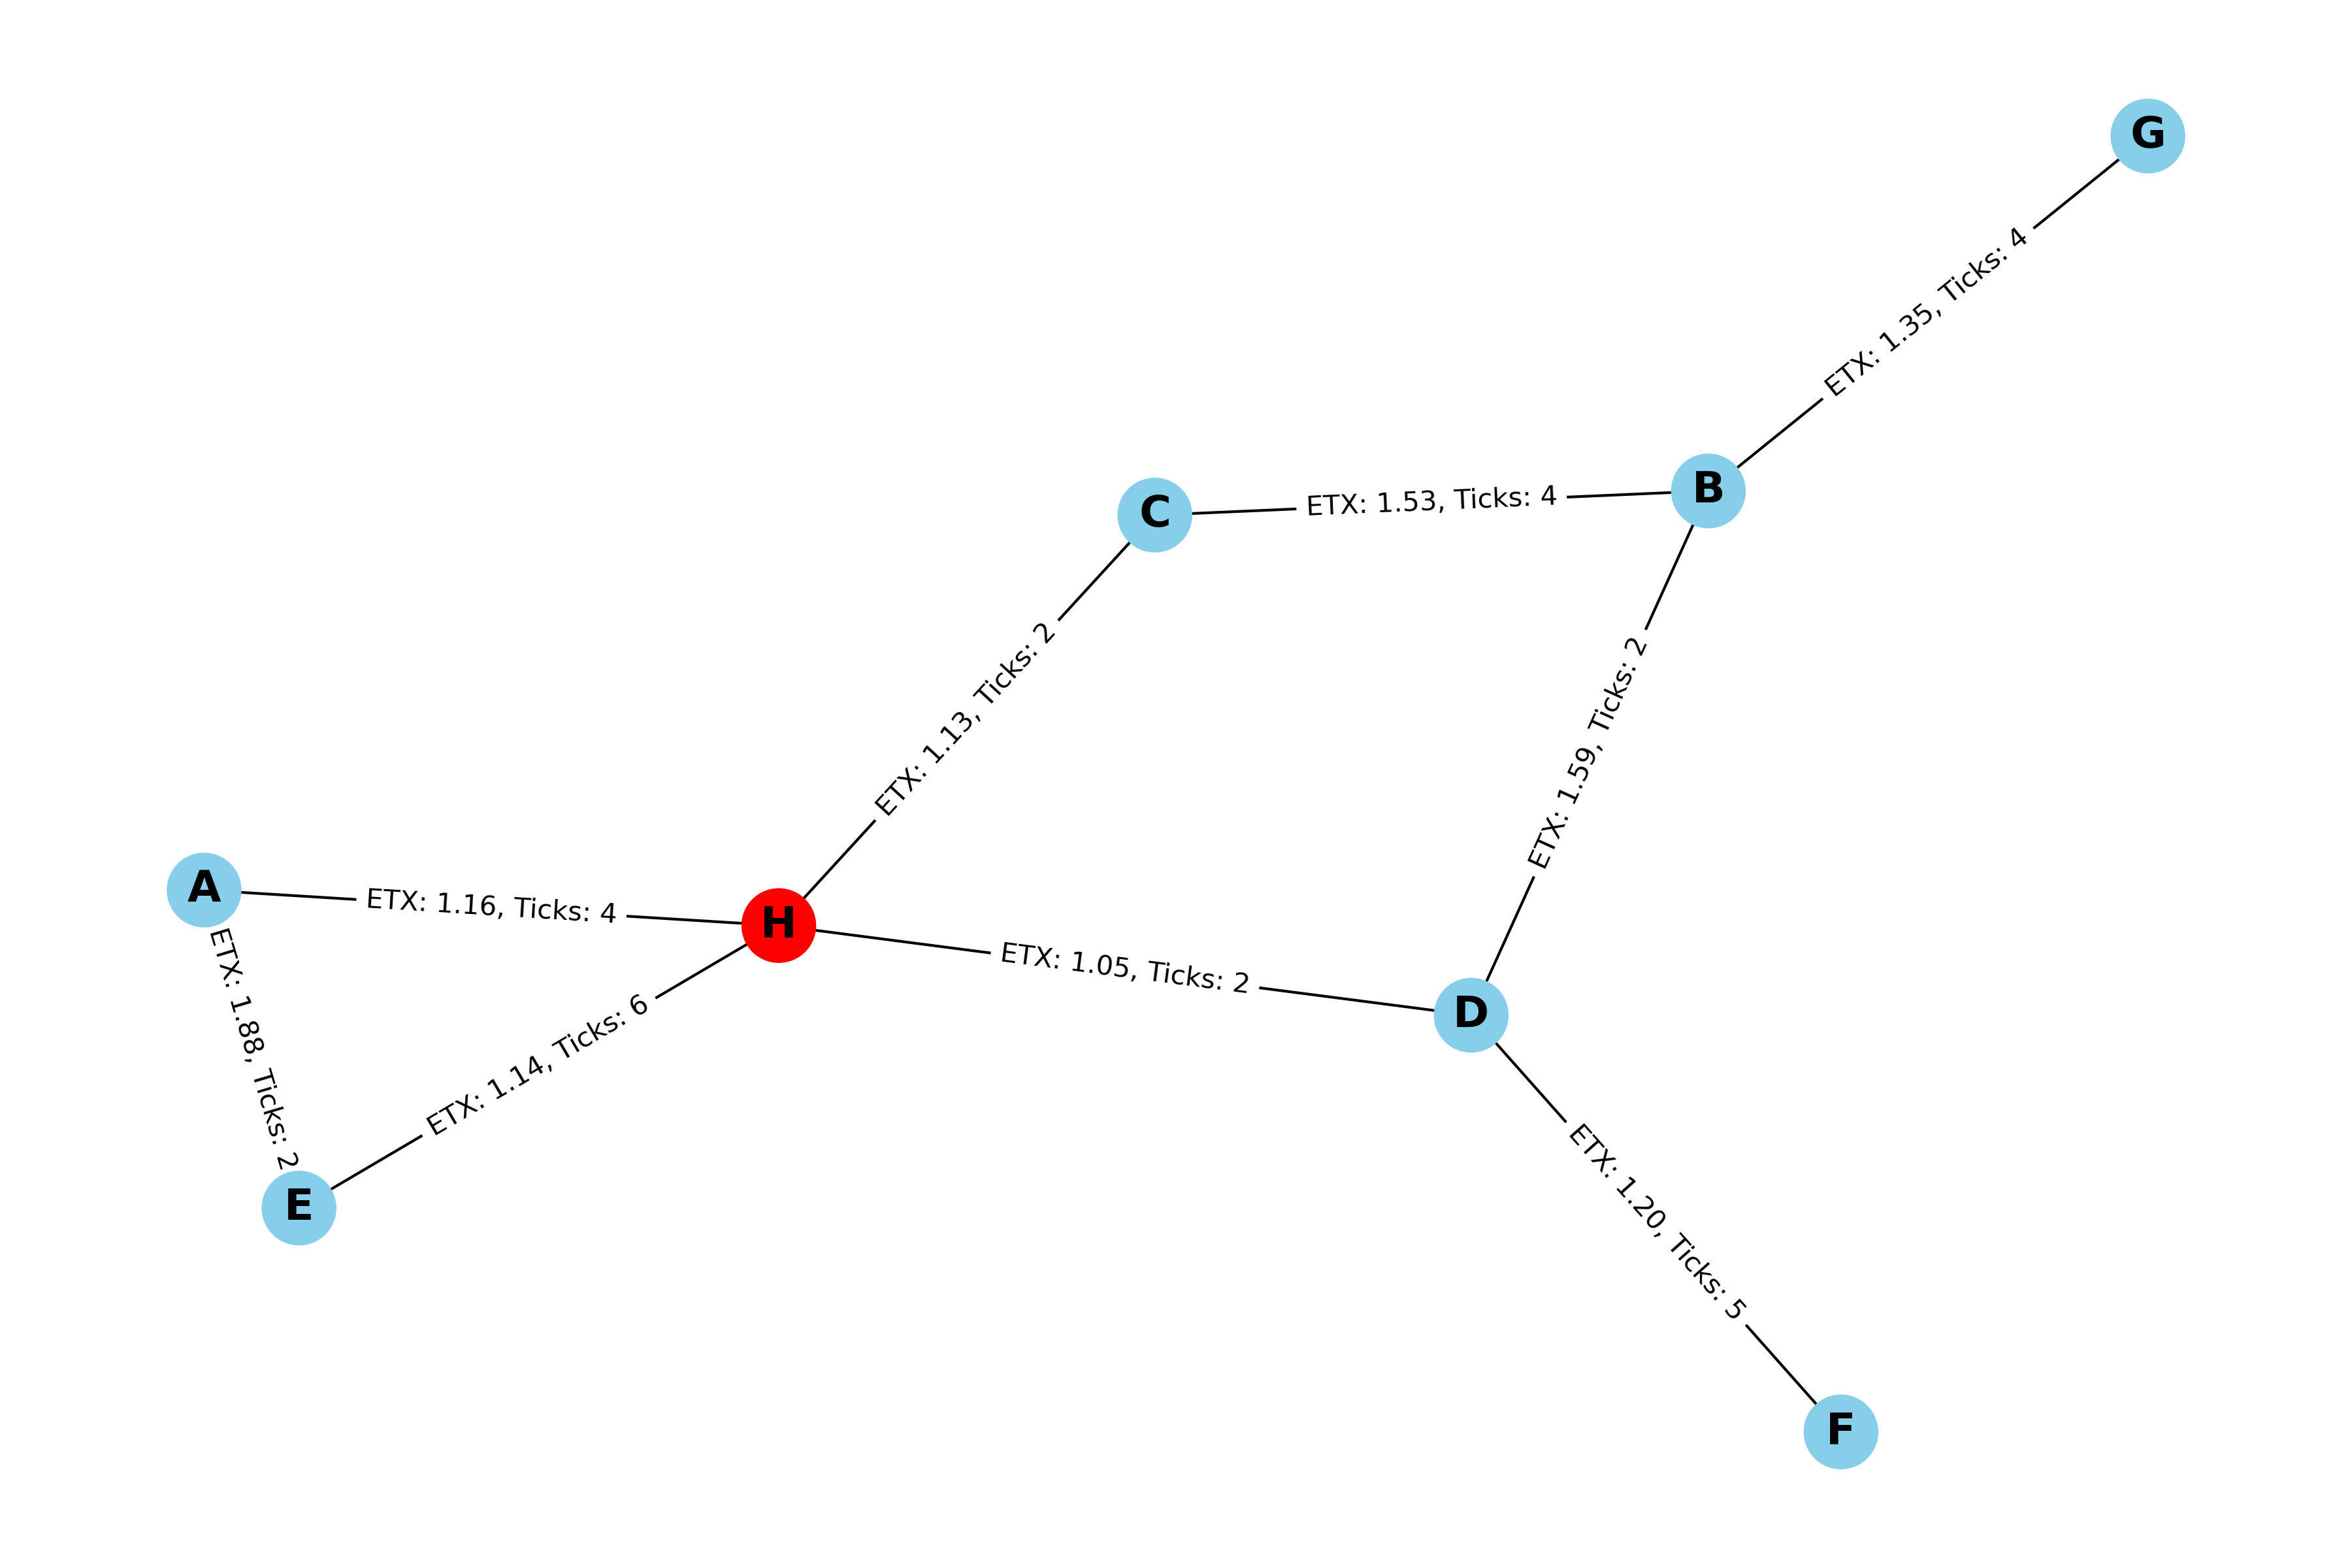 G
ETX: 1.35, Ticks: 4
B
ETX: 1.53, Ticks: 4
C
ETX: 1.13, Ticks: 2
ETX: 1.59, Ticks: 2
A
ETX: 1.16, Ticks: 4
H
ETX: 1.05, Ticks: 2
D
ETX: 1.88, Ticks: 2
ETX: 1.14, Ticks: 6
E
ETX: 1.20, Ticks: 5
F